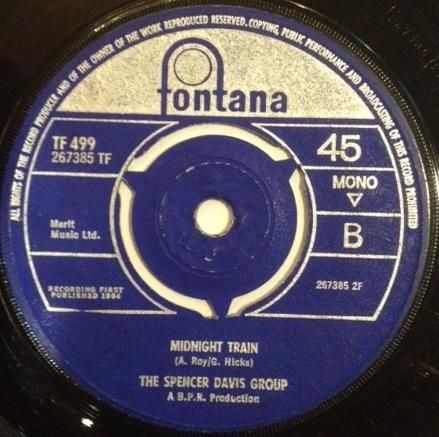 ALL RIGHTS OF THE RECORD PRODUCER AND OF THE OWNER OF THE WORK REPRODUCED RESERVED. COPYING, PUBLIC PERFORMANCE AND BROADCASTING OF THIS RECORD PROHIBITED
fontana
TF 499
267385 TF
45
MONO
B
Merit
Music Ltd.
267385 2F
RECORDING FIRST
PUBLISHED 1964
MIDNIGHT TRAIN
(A. Roy/G. Hicks)
THE SPENCER DAVIS GROUP
A B.P.R. Production